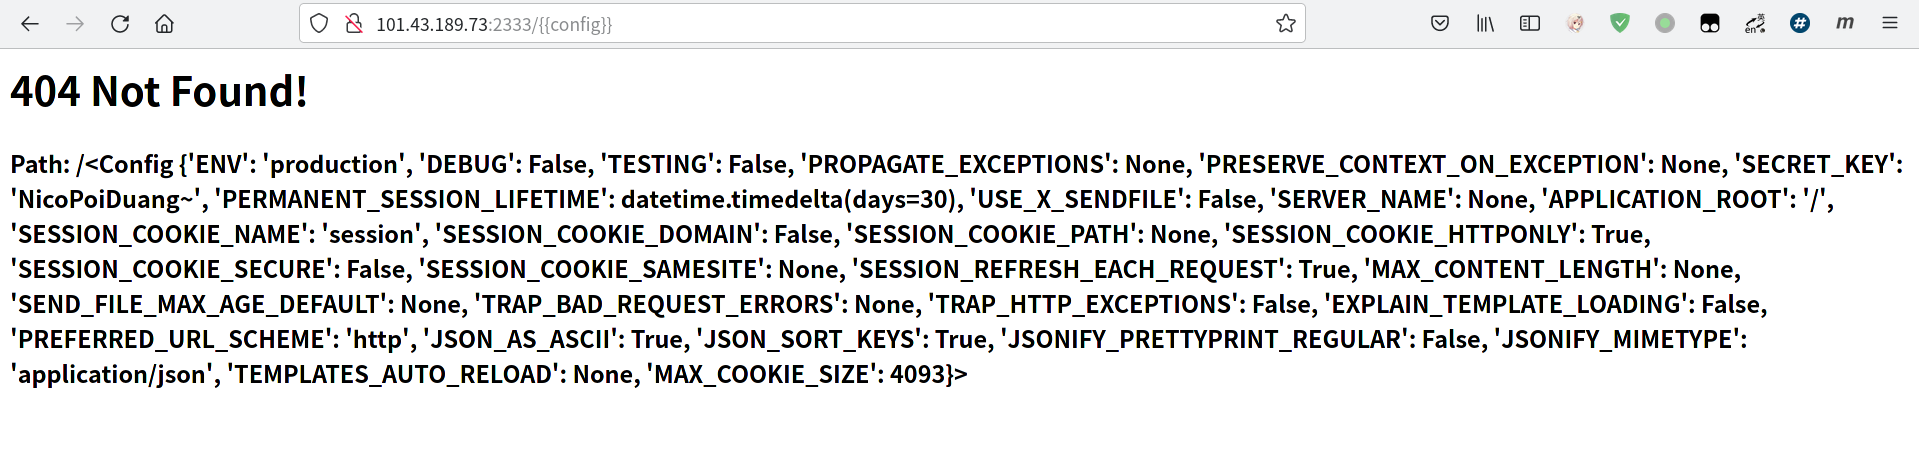 101.43.189.73:2333/{{config}}
英
en
#
m
404 Not Found!
Path: /<Config {'ENV': 'production', 'DEBUG': False, 'TESTING': False, 'PROPAGATE_EXCEPTIONS': None, 'PRESERVE_CONTEXT_ON_EXCEPTION': None, 'SECRET_KEY':
'NicoPoiDuang~', 'PERMANENT_SESSION_LIFETIME': datetime.timedelta(days=30), 'USE_X_SENDFILE': False, 'SERVER_NAME': None, 'APPLICATION_ROOT': '/',
'SESSION_COOKIE_NAME': 'session', 'SESSION_COOKIE_DOMAIN': False, 'SESSION_COOKIE_PATH': None, 'SESSION_COOKIE_HTTPONLY': True,
'SESSION_COOKIE_SECURE': False, 'SESSION_COOKIE_SAMESITE': None, 'SESSION_REFRESH_EACH_REQUEST': True, 'MAX_CONTENT_LENGTH': None,
'SEND_FILE_MAX_AGE_DEFAULT': None, 'TRAP_BAD_REQUEST_ERRORS': None, 'TRAP_HTTP_EXCEPTIONS': False, 'EXPLAIN_TEMPLATE_LOADING': False,
'PREFERRED_URL_SCHEME': 'http', 'JSON_AS_ASCII': True, 'JSON_SORT_KEYS': True, 'JSONIFY_PRETTYPRINT_REGULAR': False, 'JSONIFY_MIMETYPE':
'application/json', 'TEMPLATES_AUTO_RELOAD': None, 'MAX_COOKIE_SIZE': 4093}>